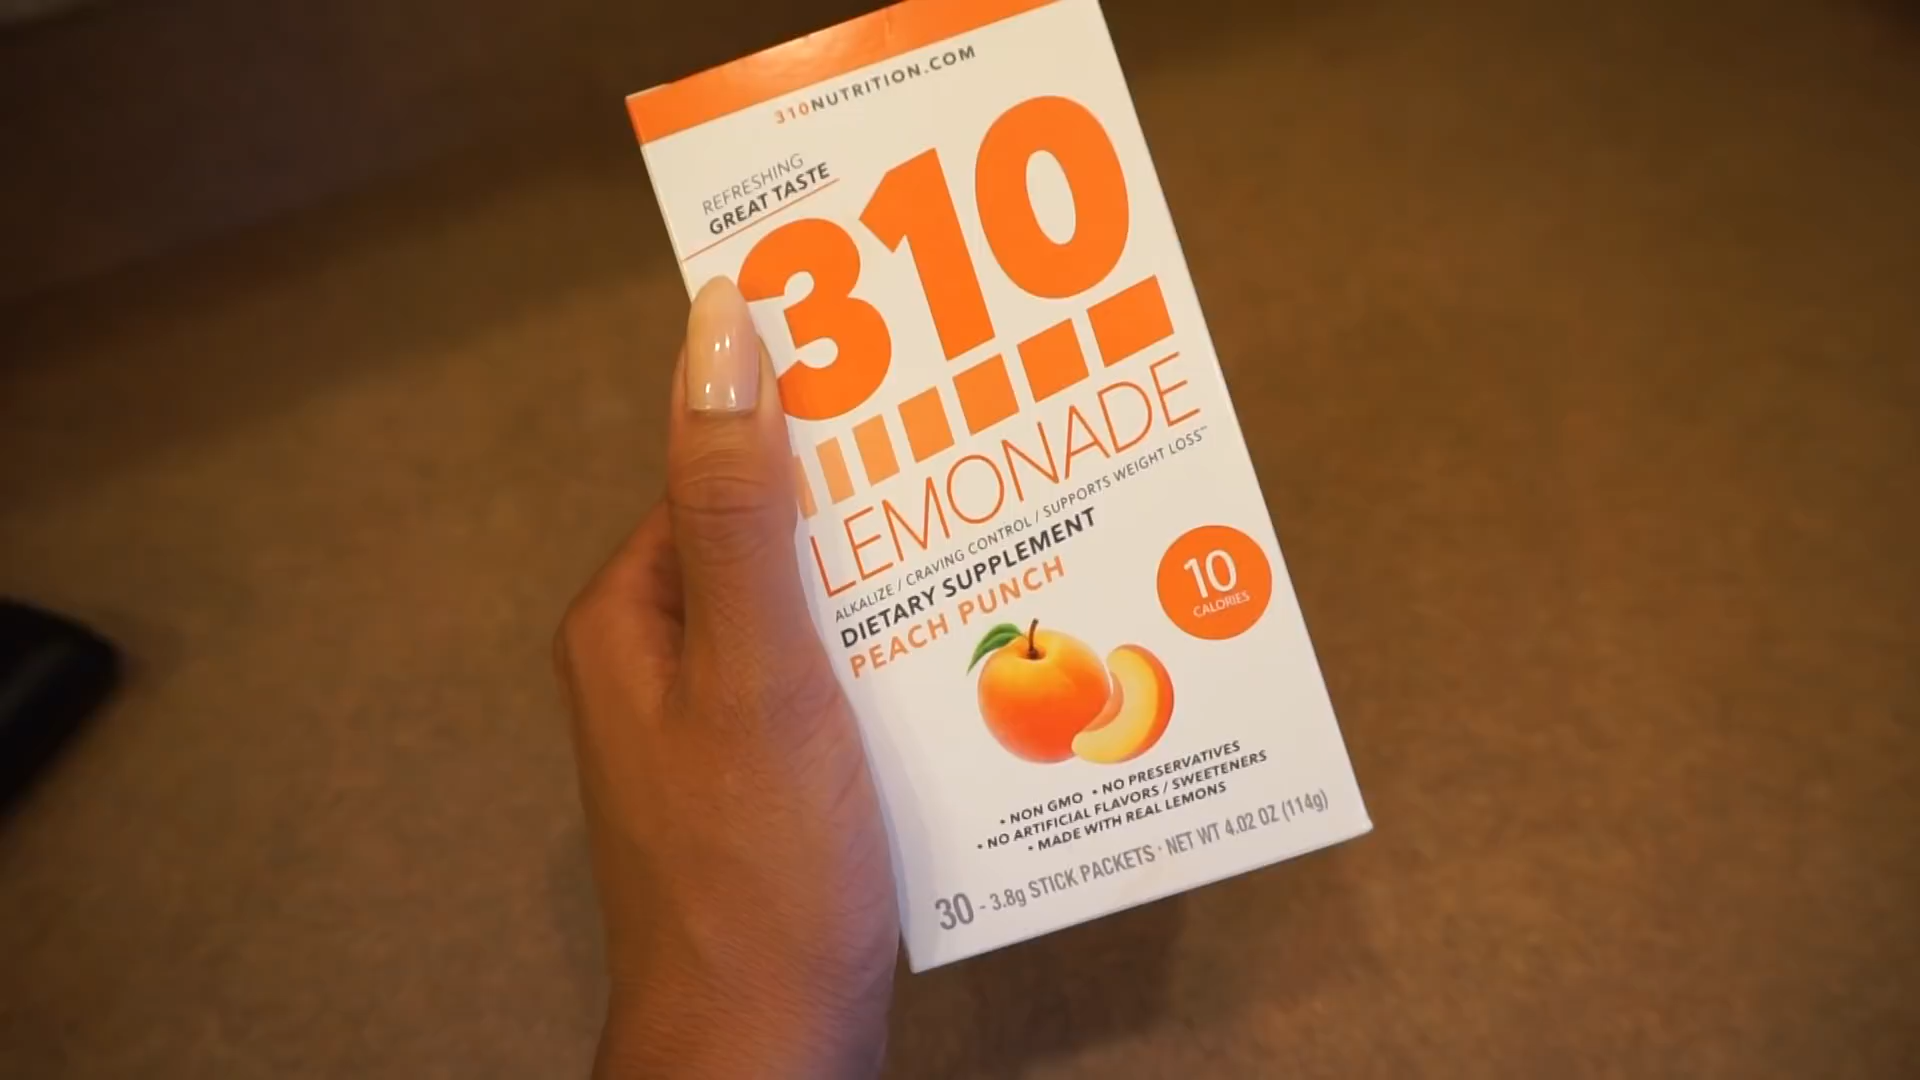 310NUTRITION.COM
REFRESHING
GREAT TASTE
310
LEMONADE
ALKALIZE / CRAVING CONTROL / SUPPORTS WEIGHT LOSS**
DIETARY SUPPLEMENT
PEACH PUNCH
10
CALORIES
• NON GMO • NO PRESERVATIVES
• NO ARTIFICIAL FLAVORS / SWEETENERS
• MADE WITH REAL LEMONS
30 - 3.8g STICK PACKETS · NET WT 4.02 OZ (114g)